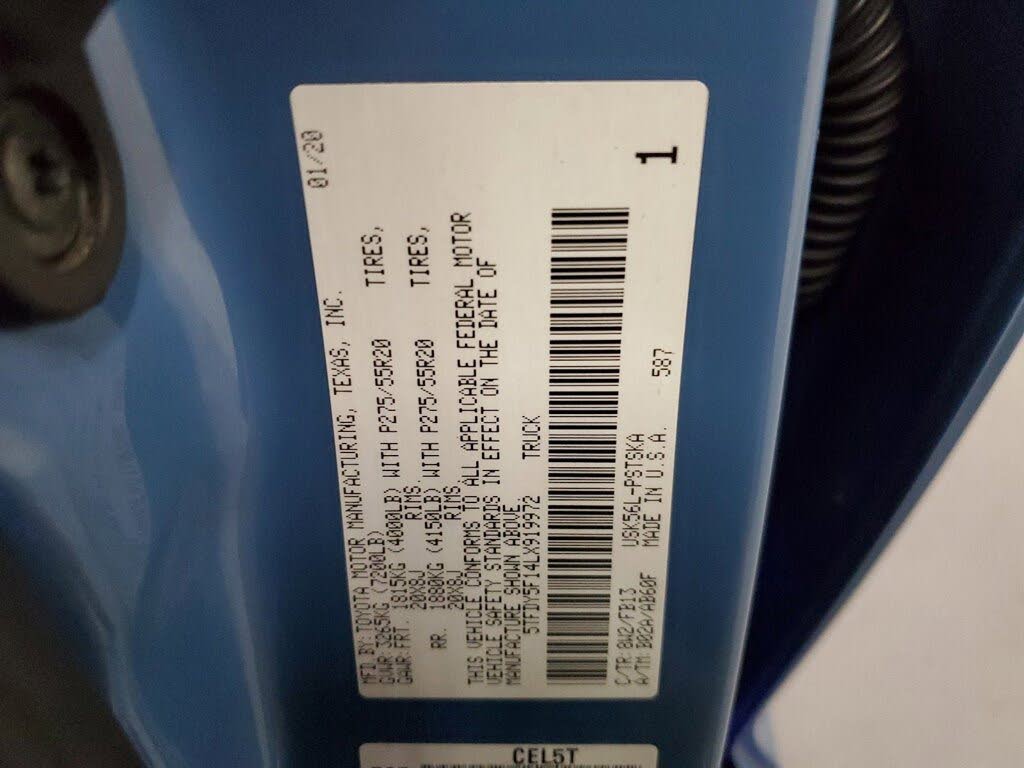 MFD.BY:TOYOTA MOTOR MANUFACTURING, TEXAS, INC. 01/20
GVWR:3265KG (7200LB)
GAWR:FRT. 1815KG (4000LB) WITH P275/55R20 TIRES,
20X8J RIMS.
RR. 1880KG (4150LB) WITH P275/55R20 TIRES,
20X8J RIMS.
THIS VEHICLE CONFORMS TO ALL APPLICABLE FEDERAL MOTOR
VEHICLE SAFETY STANDARDS IN EFFECT ON THE DATE OF
MANUFACTURE SHOWN ABOVE.
5TFDY5F14LX919972 TRUCK
C/TR:8W2/FB13 USK56L-PSTSKA
A/TM:B02A/AB60F MADE IN U.S.A. 587
1
CEL5T